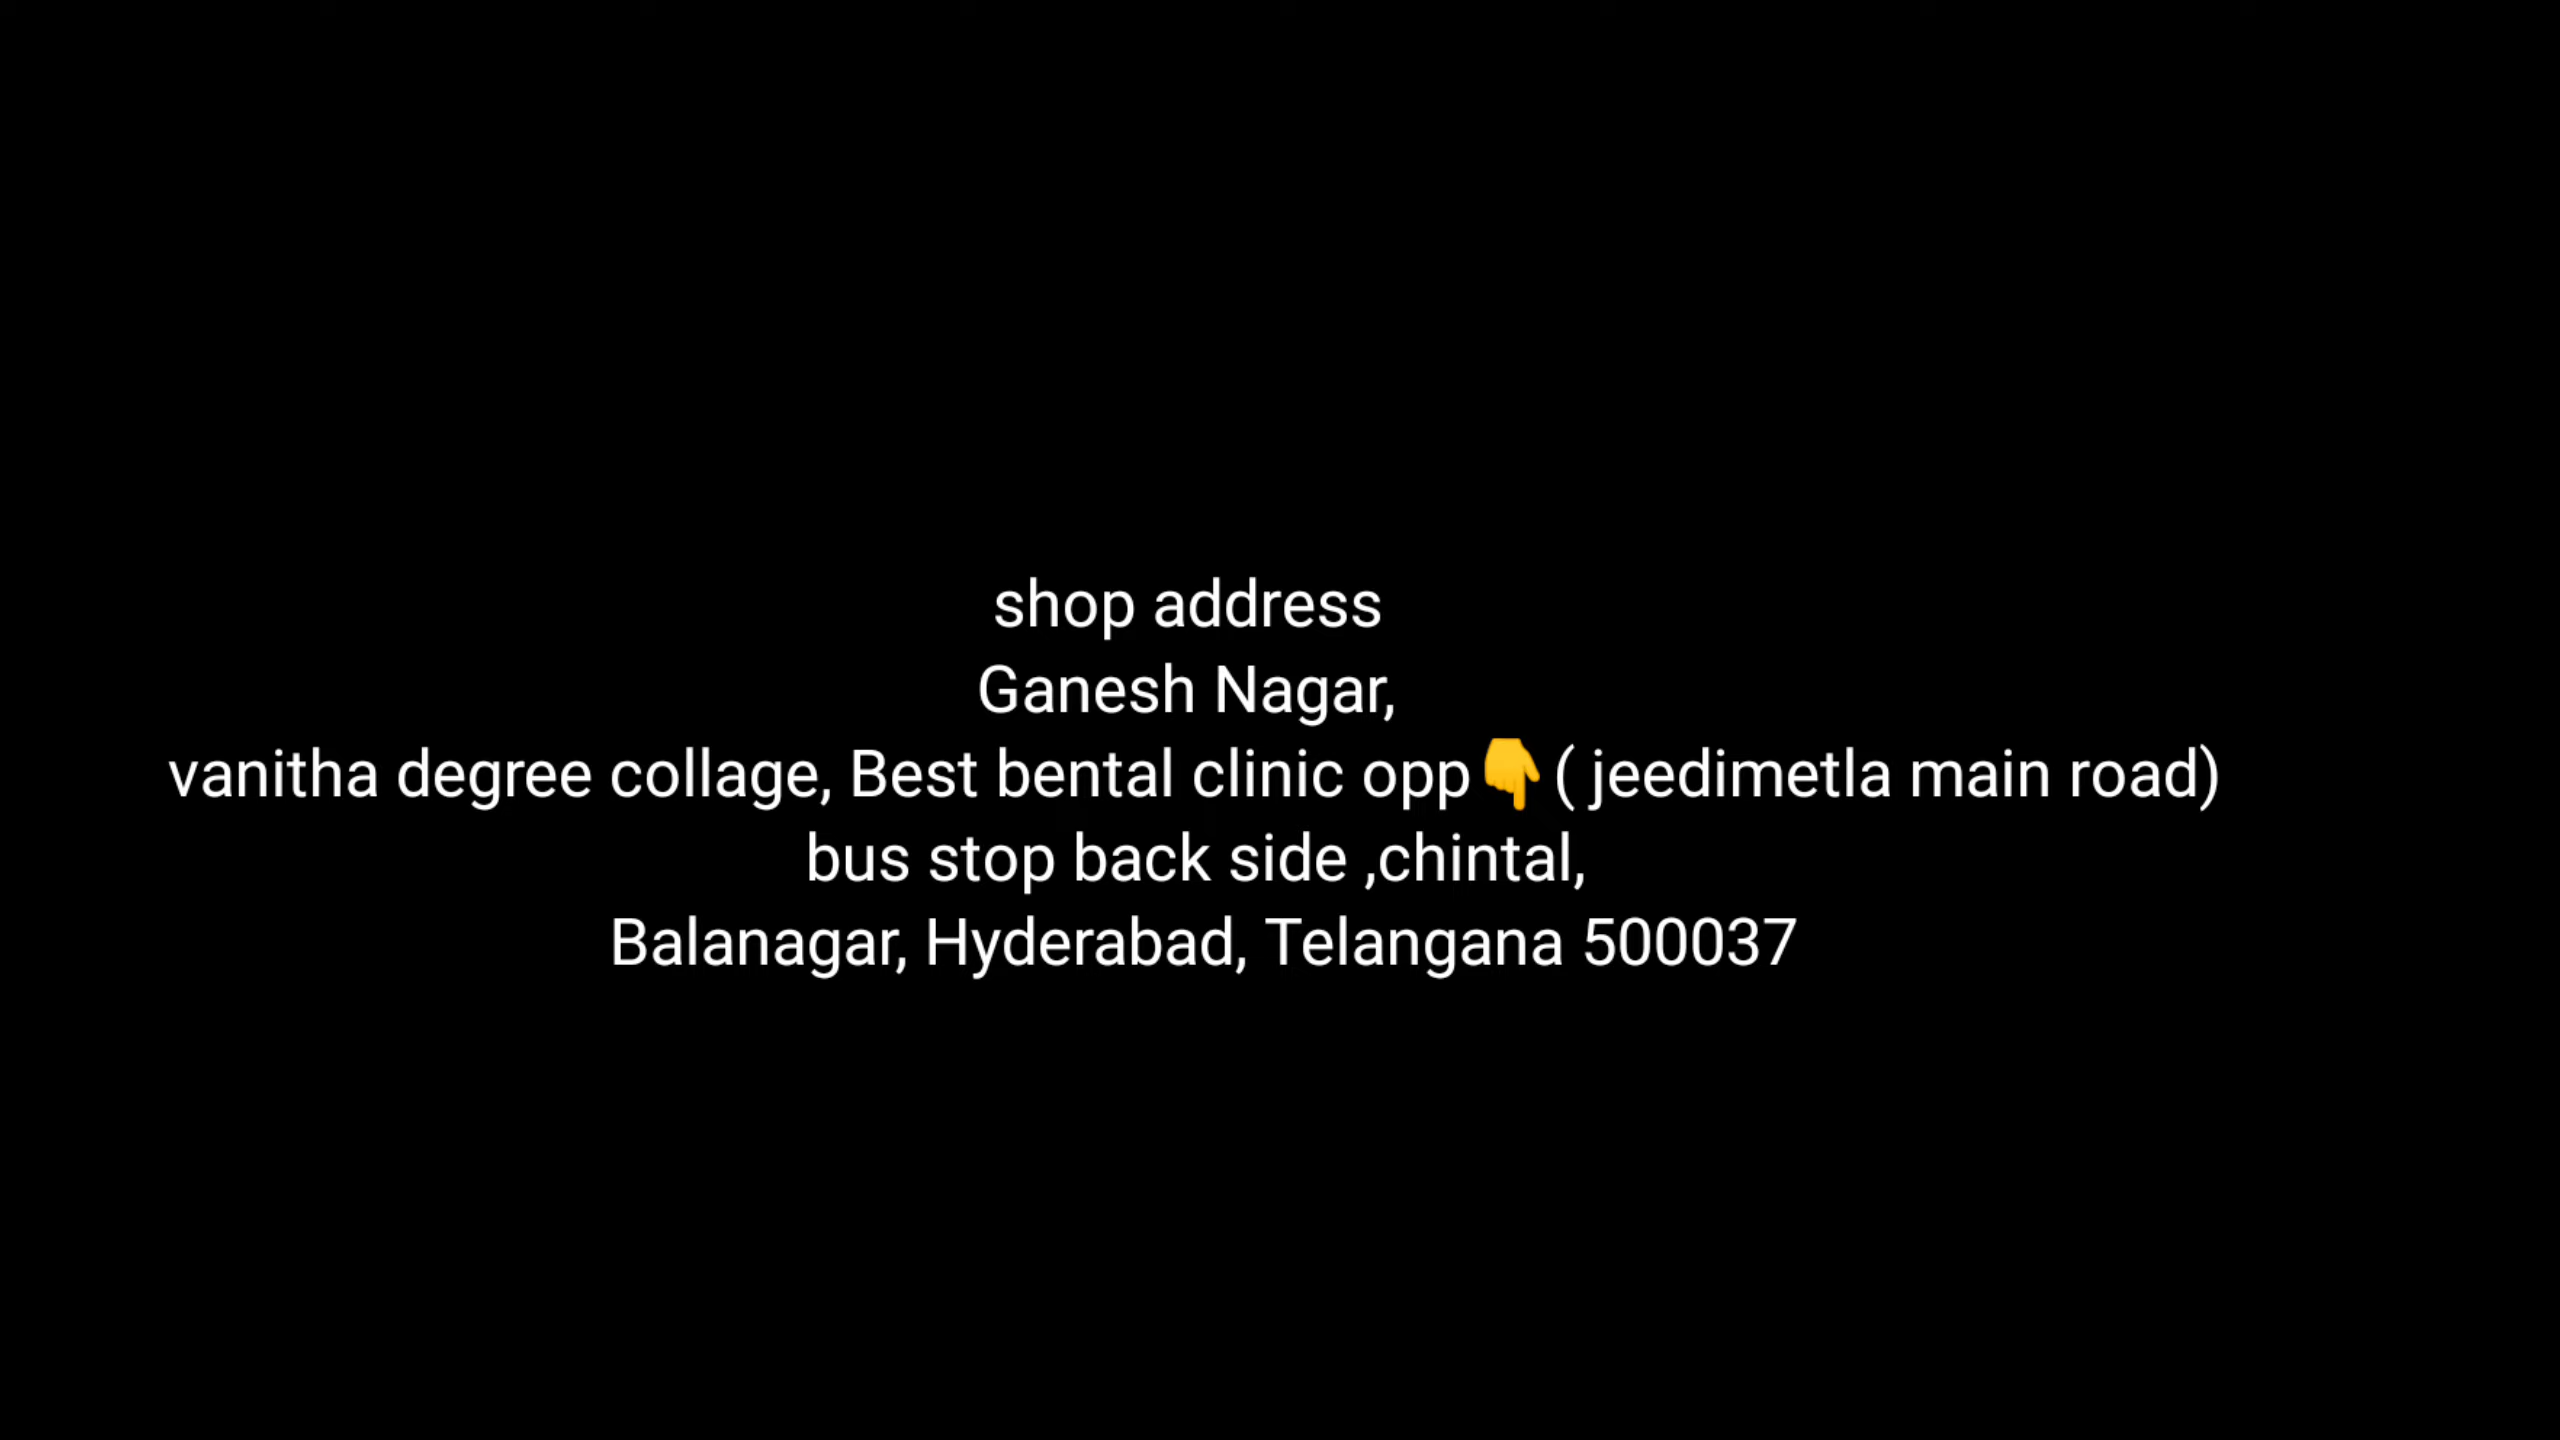 shop address
Ganesh Nagar,
vanitha degree collage, Best bental clinic opp👇( jeedimetla main road)
bus stop back side ,chintal,
Balanagar, Hyderabad, Telangana 500037